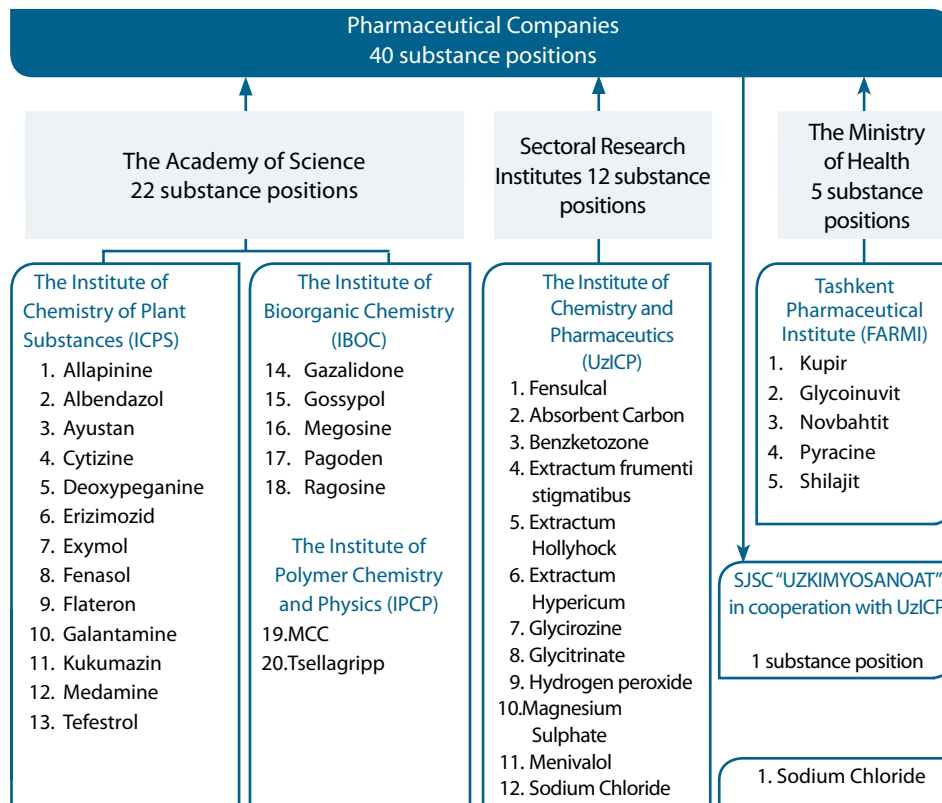 Pharmaceutical Companies
40 substance positions
The Academy of Science
22 substance positions
Sectoral Research
Institutes 12 substance
positions
The Ministry
of Health
5 substance
positions
The Institute of
Chemistry of Plant
Substances (ICPS)
1. Allapinine
2. Albendazol
3. Ayustan
4. Cytizine
5. Deoxypeganine
6. Erizimozid
7. Exymol
8. Fenasol
9. Flateron
10. Galantamine
11. Kukumazin
12. Medamine
13. Tefestrol
The Institute of
Bioorganic Chemistry
(IBOC)
14. Gazalidone
15. Gossypol
16. Megosine
17. Pagoden
18. Ragosine
The Institute of
Polymer Chemistry
and Physics (IPCP)
19.MCC
20.Tsellagripp
The Institute of
Chemistry and
Pharmaceutics
(UzICP)
1. Fensulcal
2. Absorbent Carbon
3. Benzketozone
4. Extractum frumenti
stigmatibus
5. Extractum
Hollyhock
6. Extractum
Hypericum
7. Glycirozine
8. Glycitrinate
9. Hydrogen peroxide
10.Magnesium
Sulphate
11. Menivalol
12. Sodium Chloride
Tashkent
Pharmaceutical
Institute (FARMI)
1. Kupir
2. Glycoinuvit
3. Novbahtit
4. Pyracine
5. Shilajit
SJSC "UZKIMYOSANOAT"
in cooperation with UzICP
1 substance position
1. Sodium Chloride